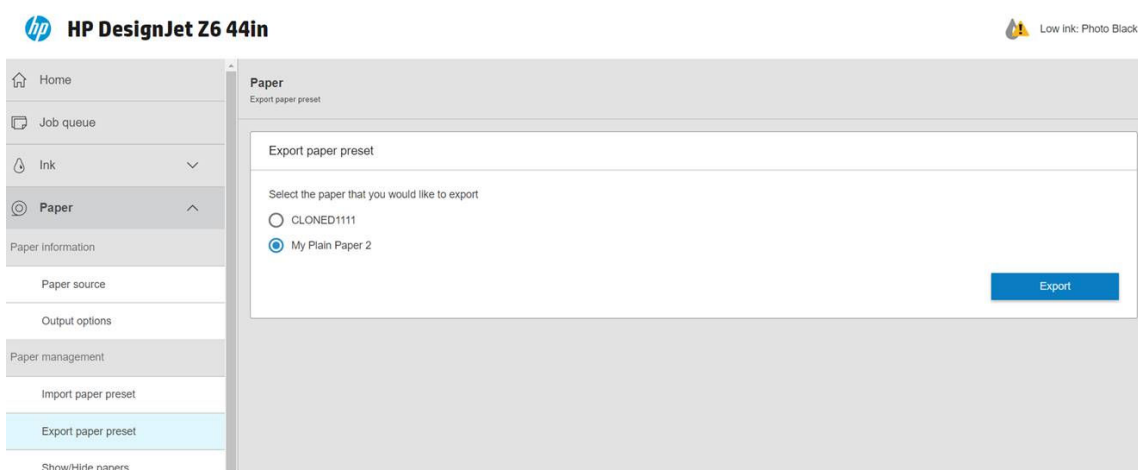 hp HP DesignJet Z6 44in
Low ink: Photo Black
Home
Job queue
Ink
Paper
Paper information
Paper source
Output options
Paper management
Import paper preset
Export paper preset
Show/Hide papers
Paper
Export paper preset
Export paper preset
Select the paper that you would like to export
CLONED1111
My Plain Paper 2
Export